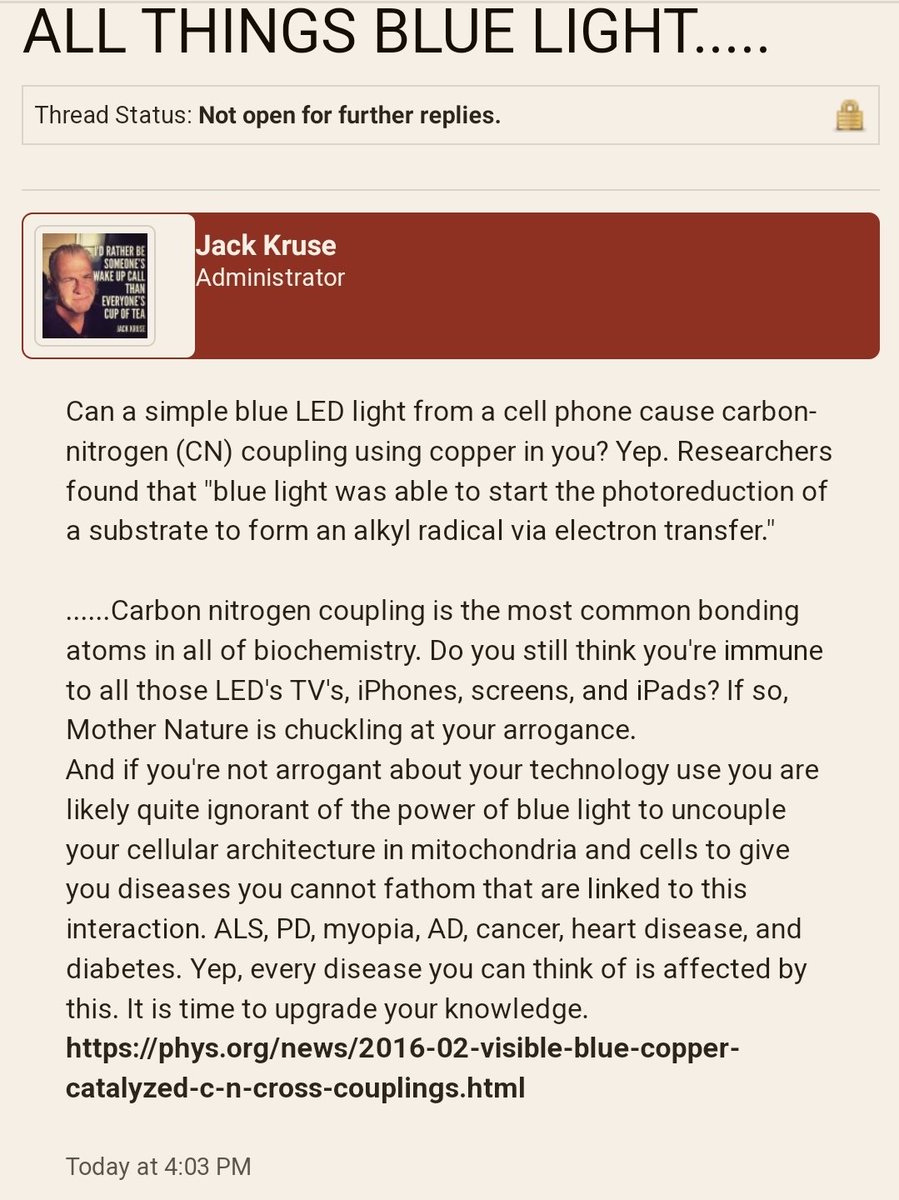 ALL THINGS BLUE LIGHT.....
Thread Status: Not open for further replies.
I'D RATHER BE
SOMEONE'S
WAKE UP CALL
THAN
EVERYONE'S
CUP OF TEA
JACK KRUSE
Jack Kruse
Administrator
Can a simple blue LED light from a cell phone cause carbon-
nitrogen (CN) coupling using copper in you? Yep. Researchers
found that "blue light was able to start the photoreduction of
a substrate to form an alkyl radical via electron transfer."
......Carbon nitrogen coupling is the most common bonding
atoms in all of biochemistry. Do you still think you're immune
to all those LED's TV's, iPhones, screens, and iPads? If so,
Mother Nature is chuckling at your arrogance.
And if you're not arrogant about your technology use you are
likely quite ignorant of the power of blue light to uncouple
your cellular architecture in mitochondria and cells to give
you diseases you cannot fathom that are linked to this
interaction. ALS, PD, myopia, AD, cancer, heart disease, and
diabetes. Yep, every disease you can think of is affected by
this. It is time to upgrade your knowledge.
https://phys.org/news/2016-02-visible-blue-copper-
catalyzed-c-n-cross-couplings.html
Today at 4:03 PM